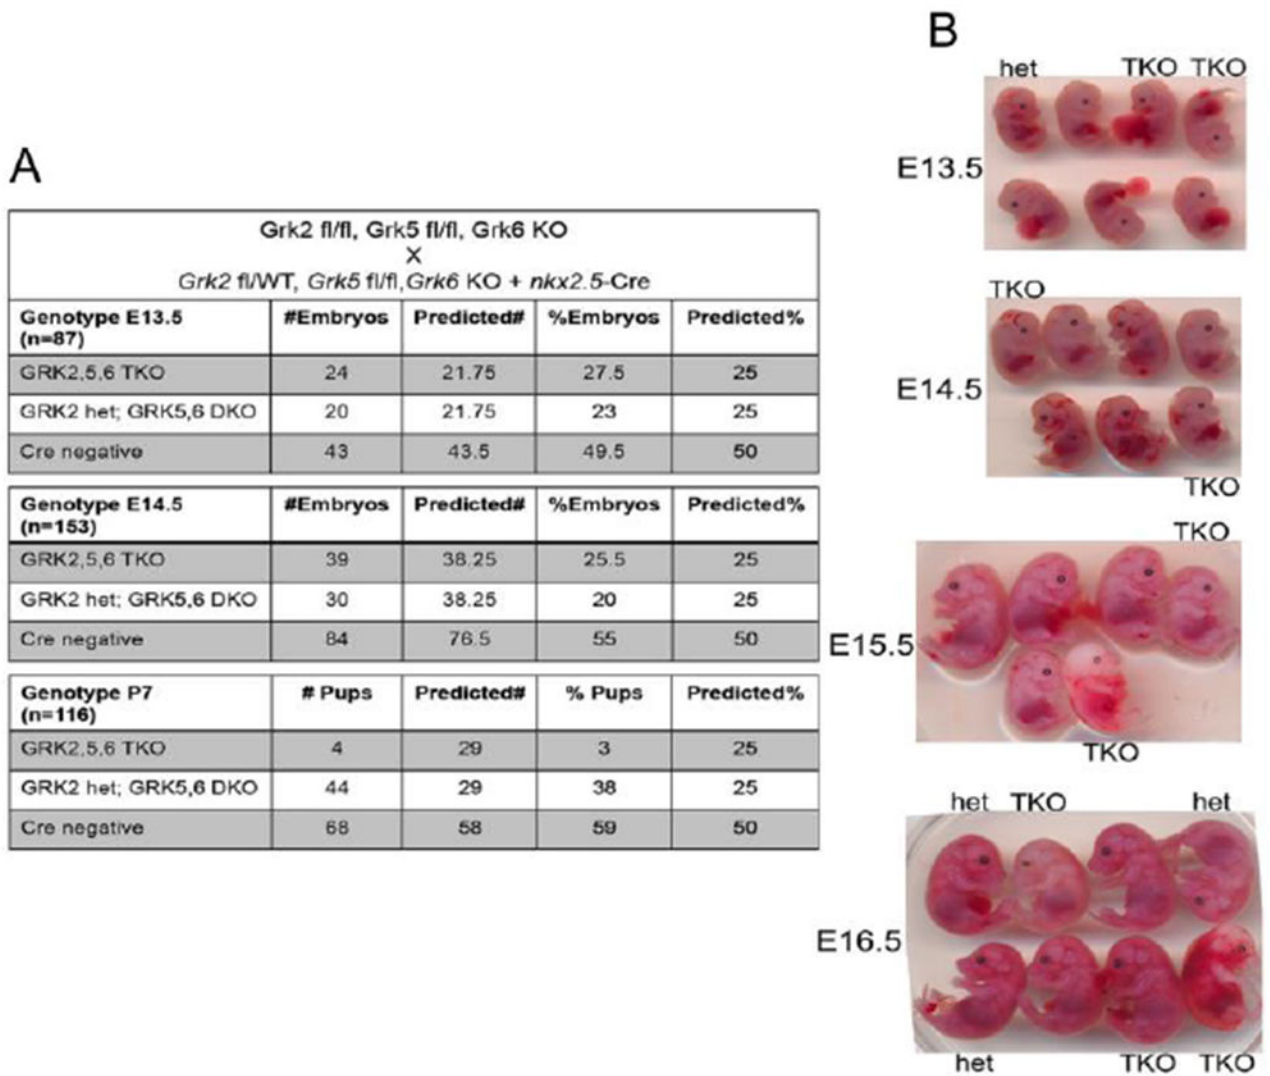 A
Grk2 fl/fl, Grk5 fl/fl, Grk6 KO
X
Grk2 fl/WT, Grk5 fl/fl,Grk6 KO + nkx2.5-Cre
Genotype E13.5 (n=87) #Embryos Predicted# %Embryos Predicted%
GRK2,5,6 TKO 24 21.75 27.5 25
GRK2 het; GRK5,6 DKO 20 21.75 23 25
Cre negative 43 43.5 49.5 50
Genotype E14.5 (n=153) #Embryos Predicted# %Embryos Predicted%
GRK2,5,6 TKO 39 38.25 25.5 25
GRK2 het; GRK5,6 DKO 30 38.25 20 25
Cre negative 84 76.5 55 50
Genotype P7 (n=116) # Pups Predicted# % Pups Predicted%
GRK2,5,6 TKO 4 29 3 25
GRK2 het; GRK5,6 DKO 44 29 38 25
Cre negative 68 58 59 50
B
het TKO TKO
E13.5
TKO
E14.5
TKO
TKO
E15.5
TKO
het TKO het
E16.5
het TKO TKO